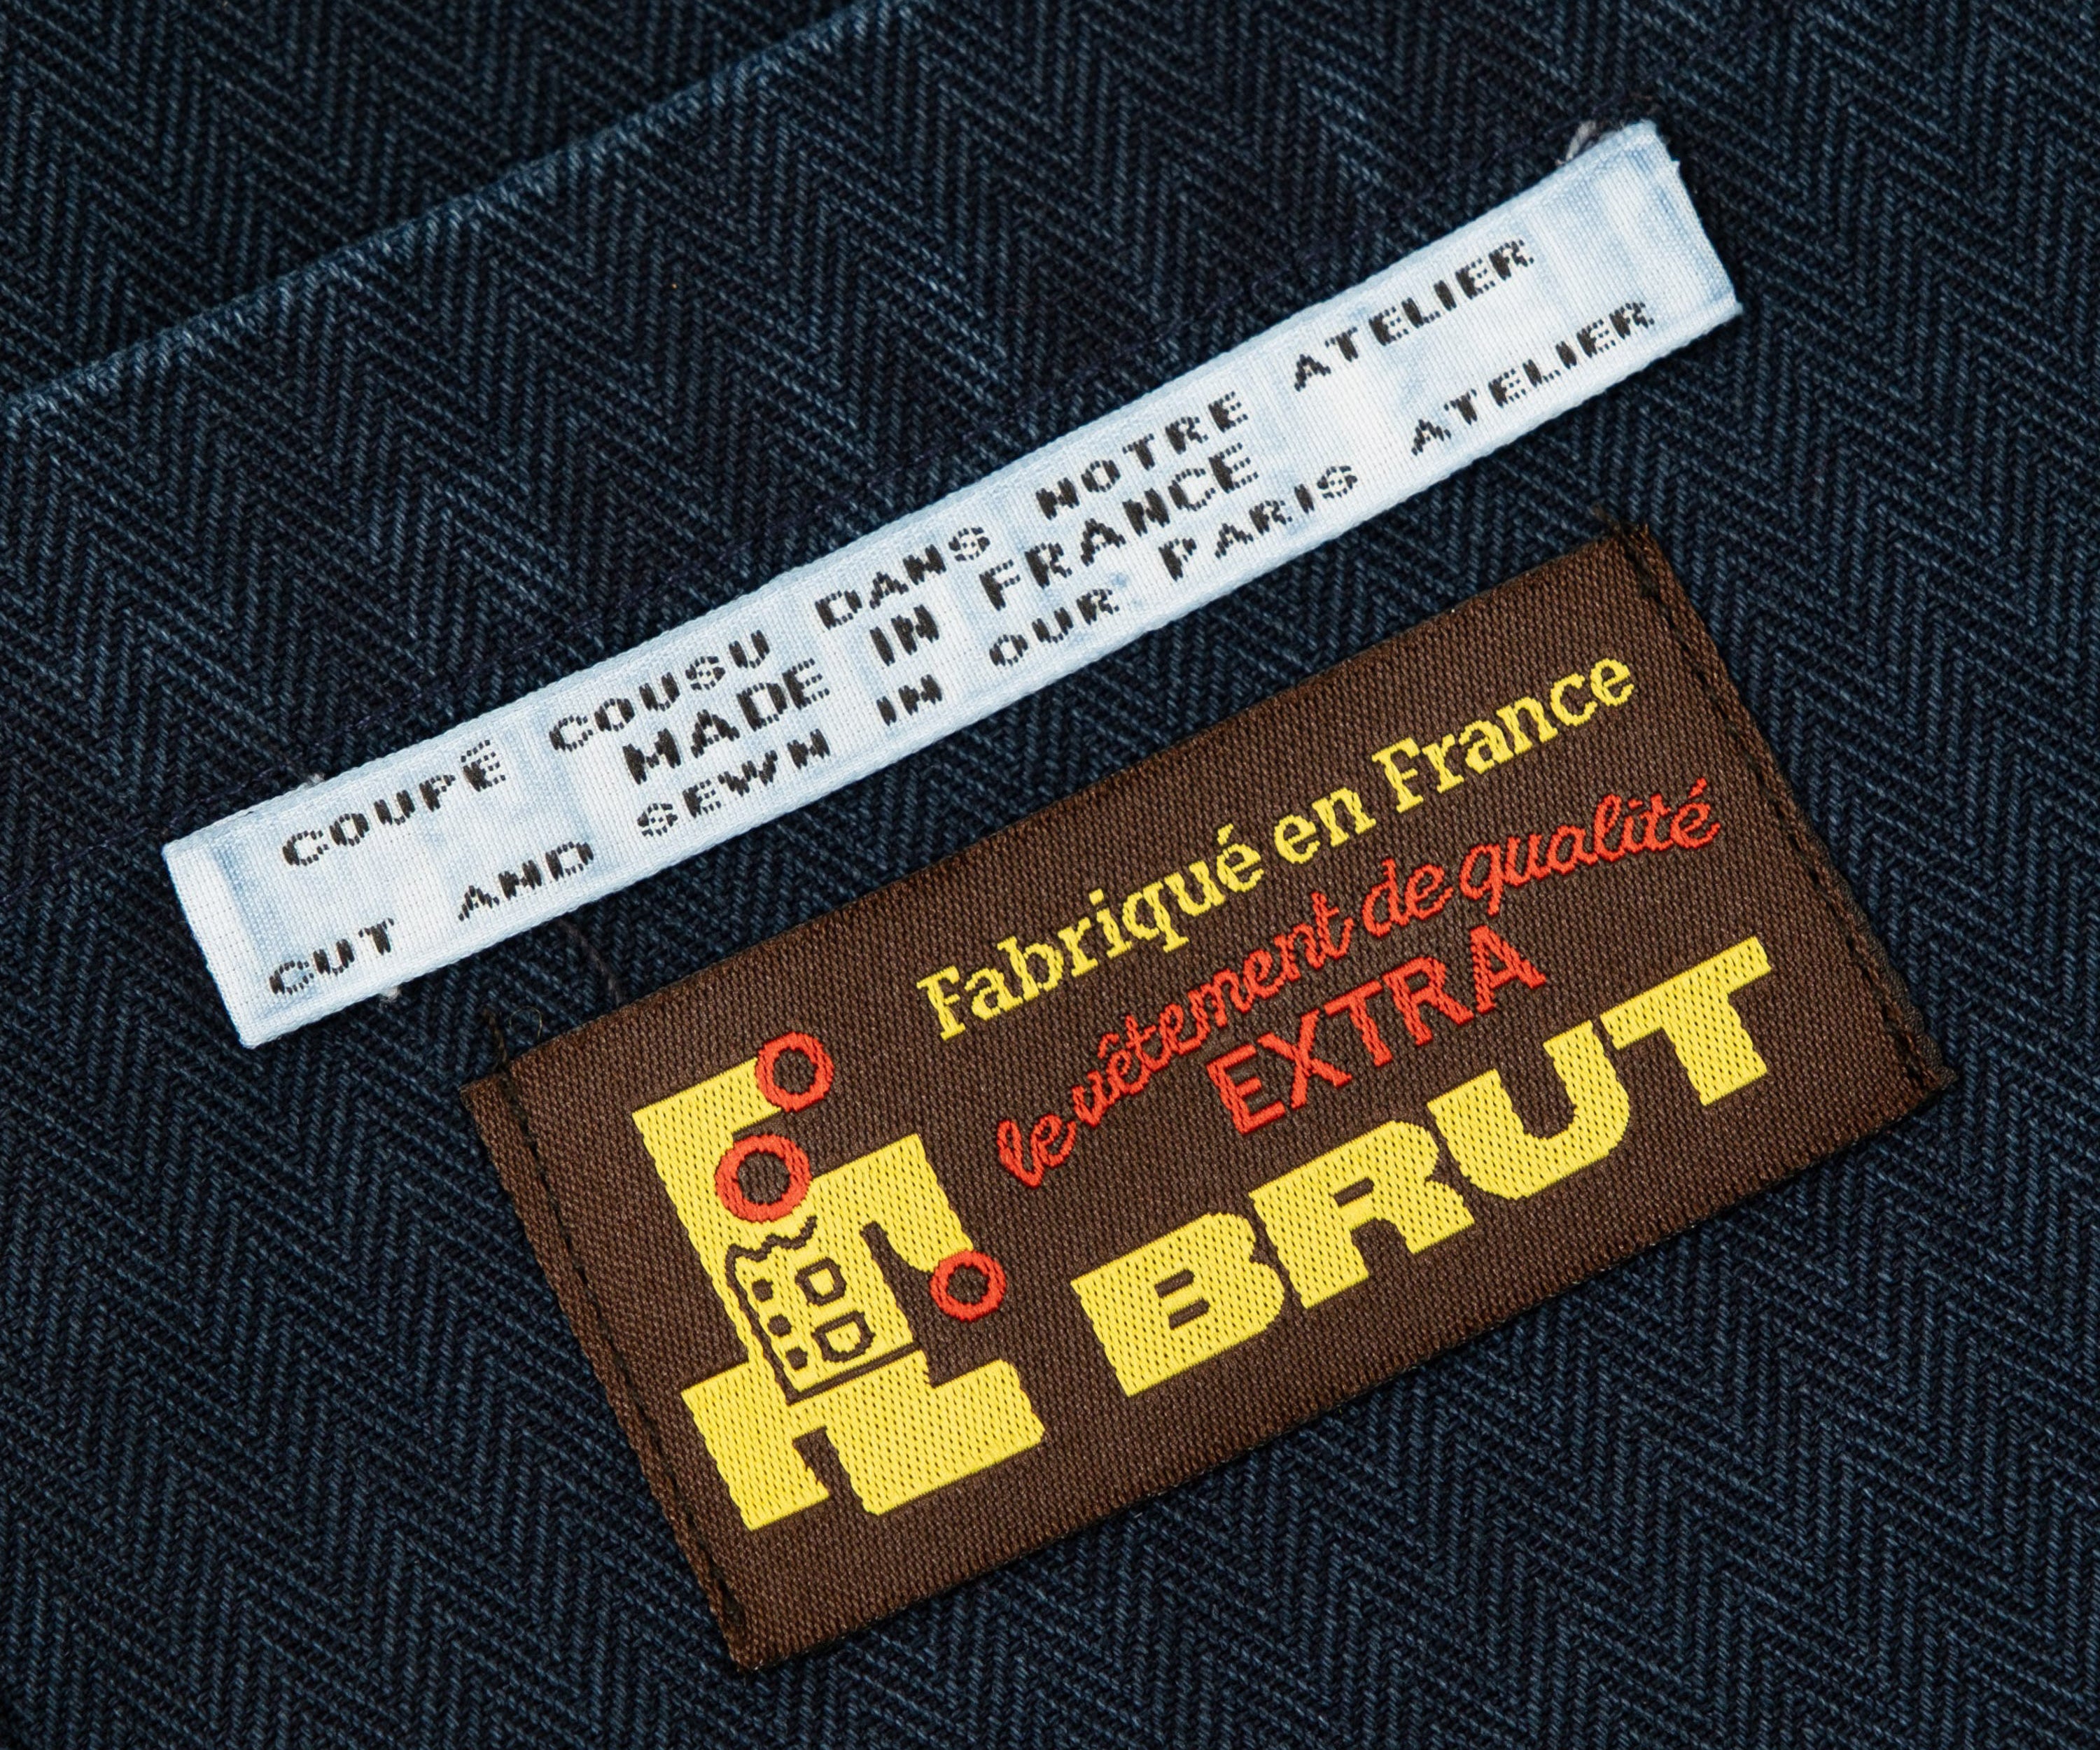 COUPÉ COUSU DANS NOTRE ATELIER
MADE IN FRANCE
CUT AND SEWN IN OUR PARIS ATELIER
Fabriqué en France
le vêtement de qualité
EXTRA
BRUT